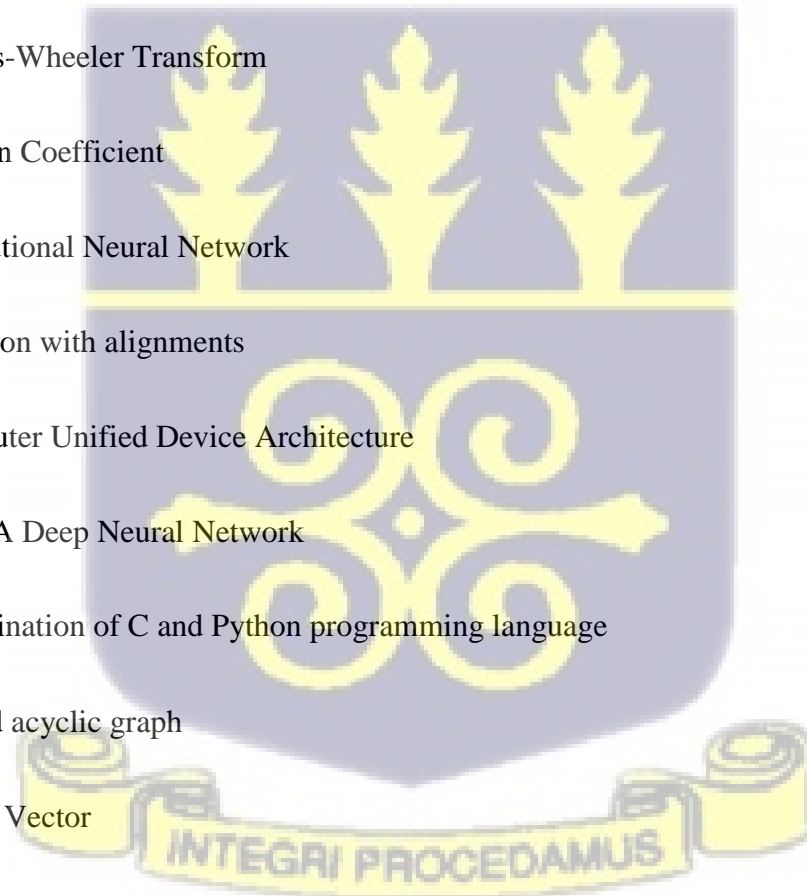 s-Wheeler Transform
n Coefficient
tional Neural Network
on with alignments
uter Unified Device Architecture
A Deep Neural Network
ination of C and Python programming language
d acyclic graph
Vector
INTEGRI PROCEDAMUS